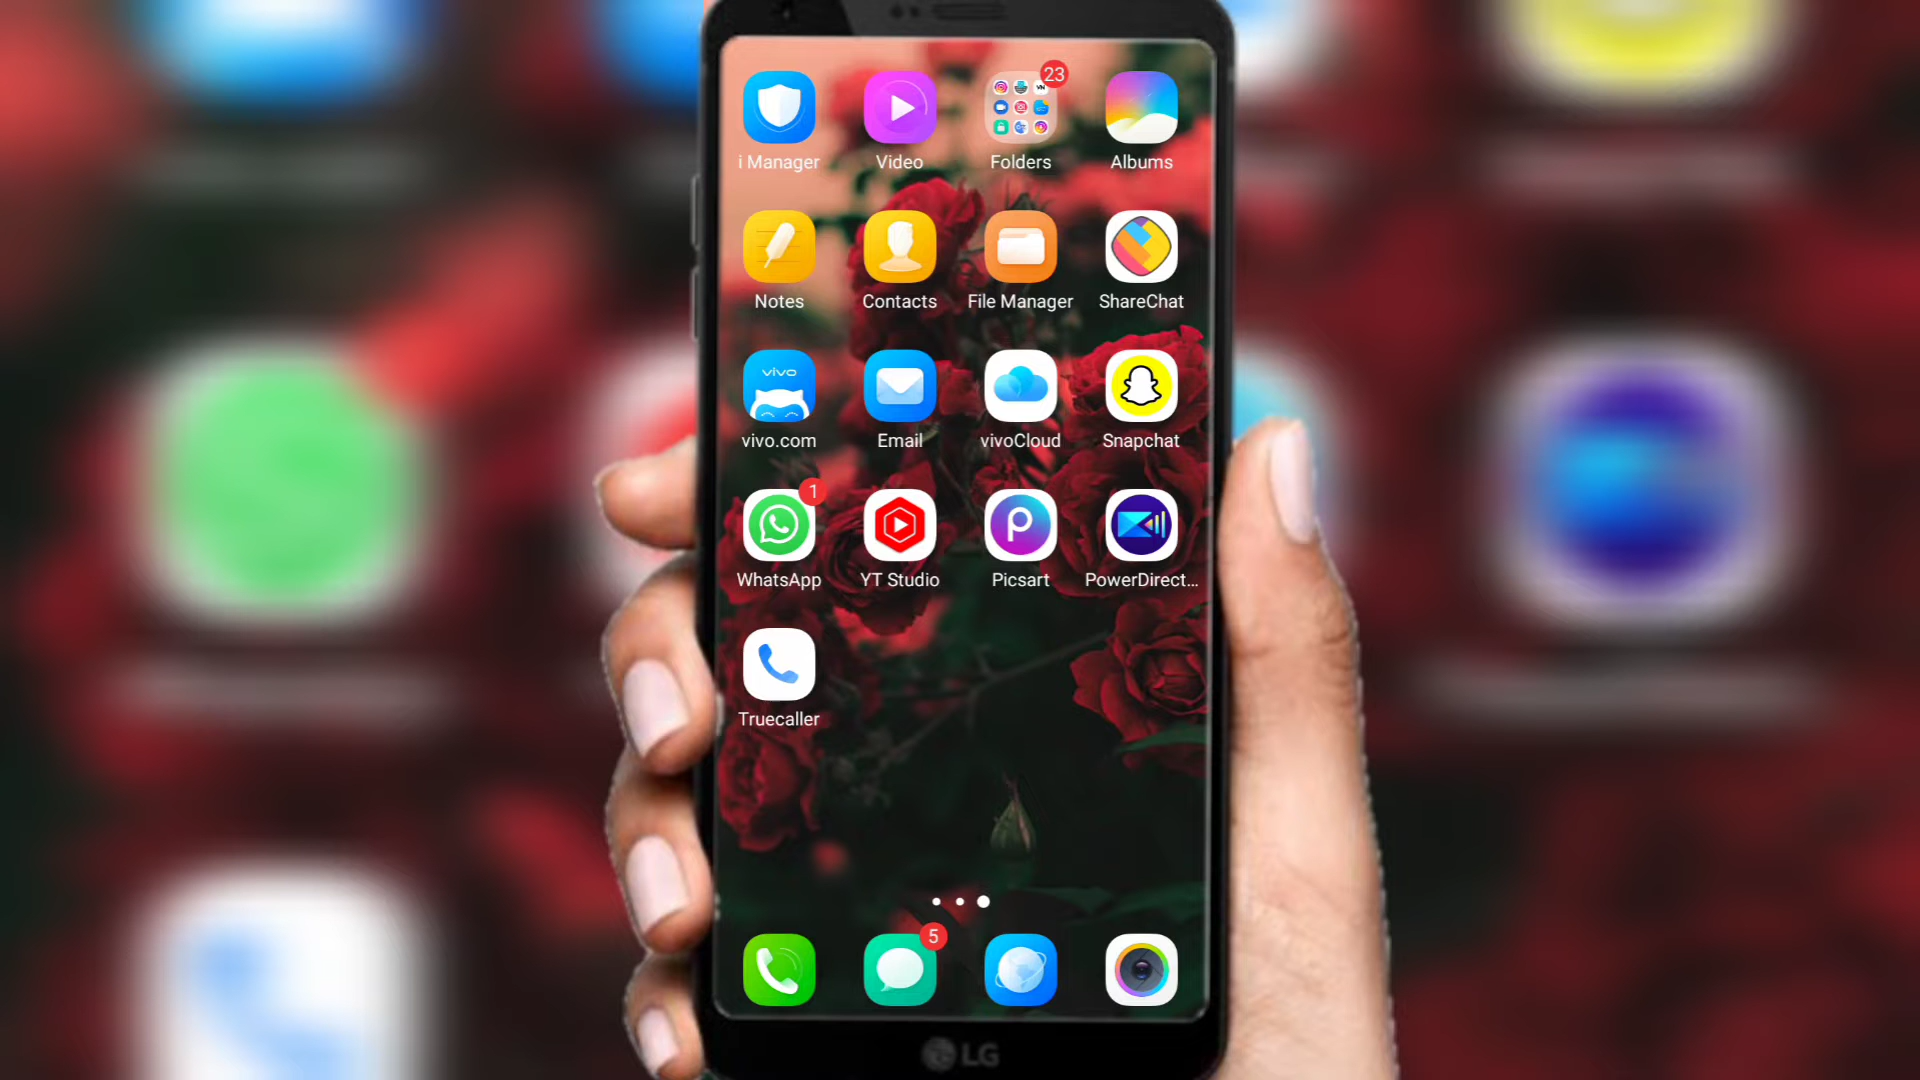 23
VN
i Manager
Video
Folders
Albums
Notes
Contacts
File Manager
ShareChat
vivo
vivo.com
Email
vivoCloud
Snapchat
1
WhatsApp
YT Studio
Picsart
PowerDirect...
Truecaller
5
LG